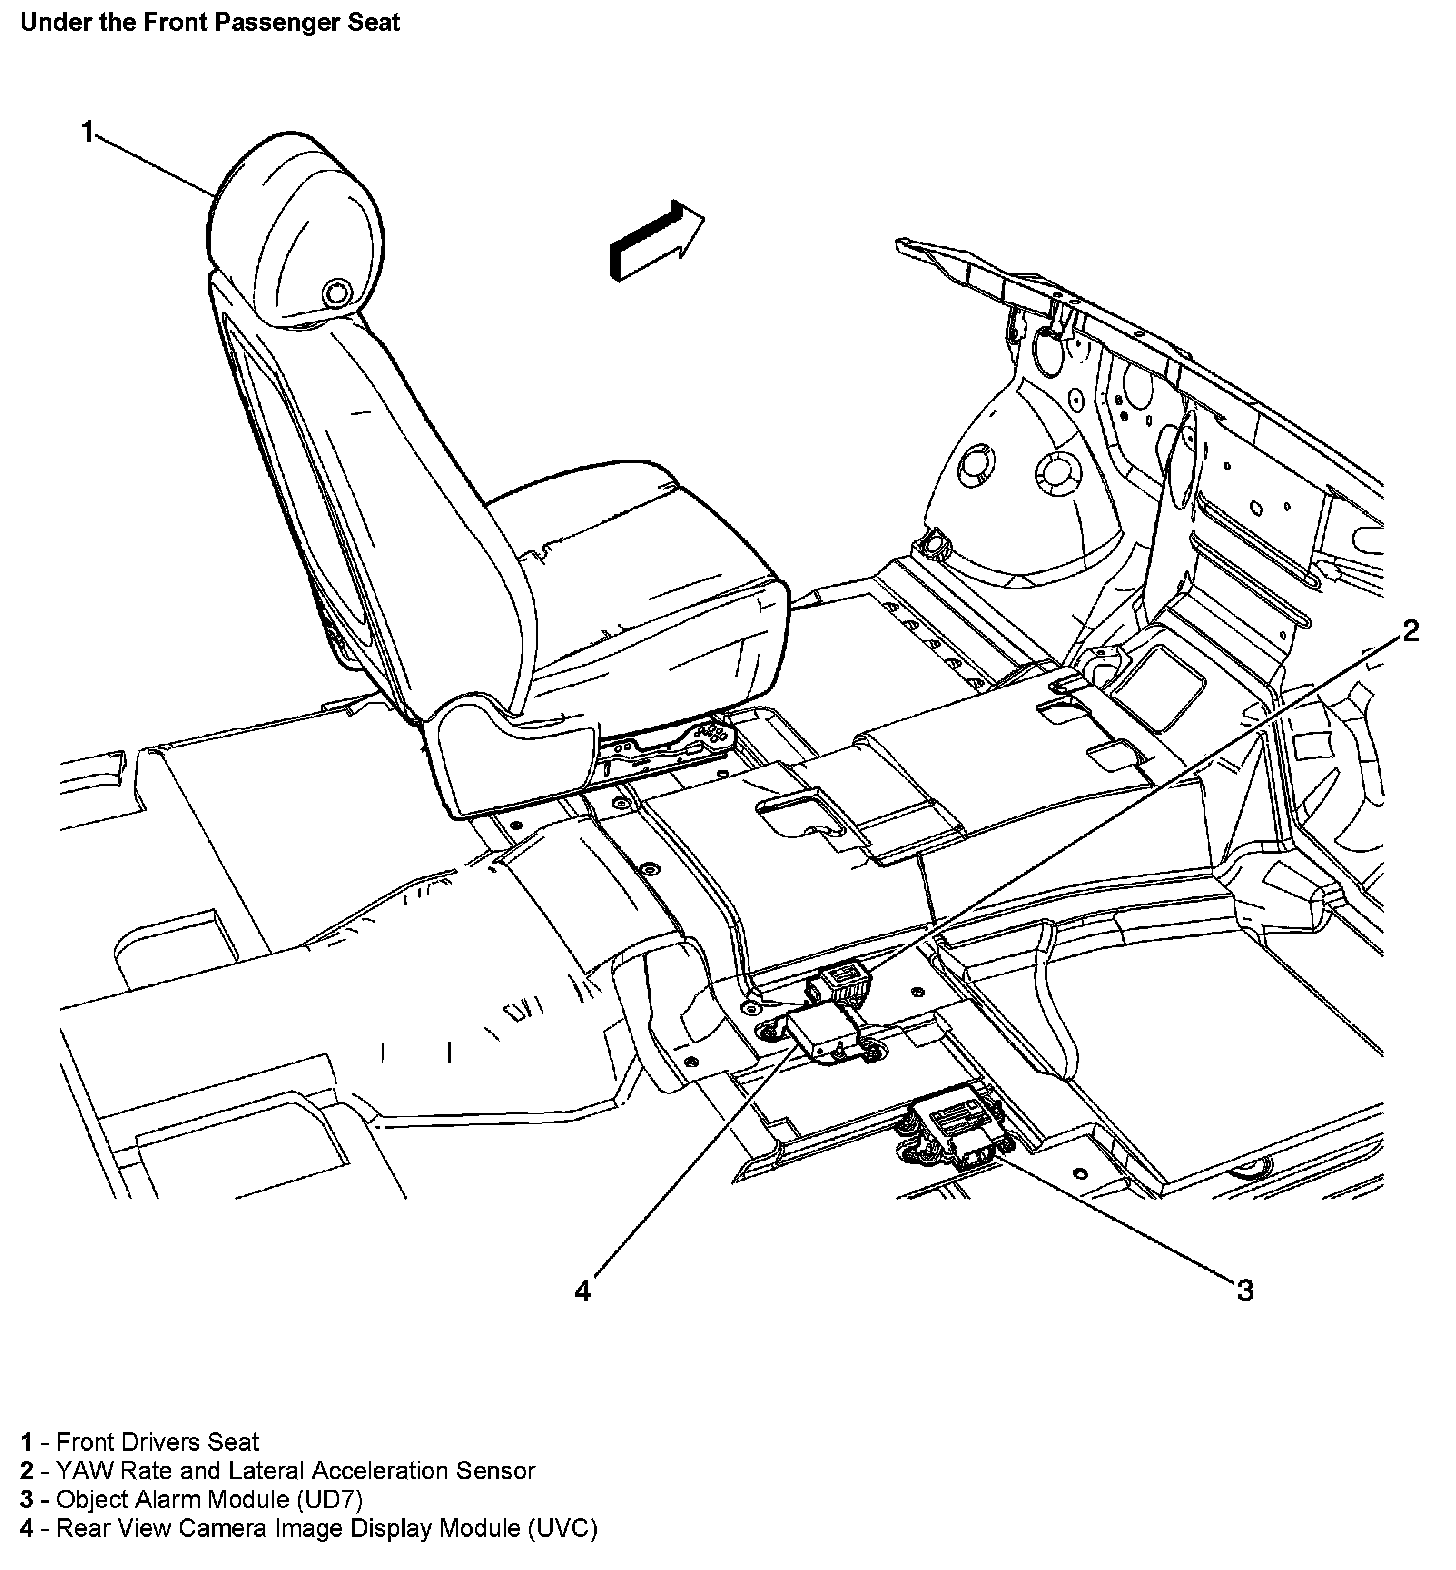 Under the Front Passenger Seat
1
2
4
3
1 - Front Drivers Seat
2 - YAW Rate and Lateral Acceleration Sensor
3 - Object Alarm Module (UD7)
4 - Rear View Camera Image Display Module (UVC)